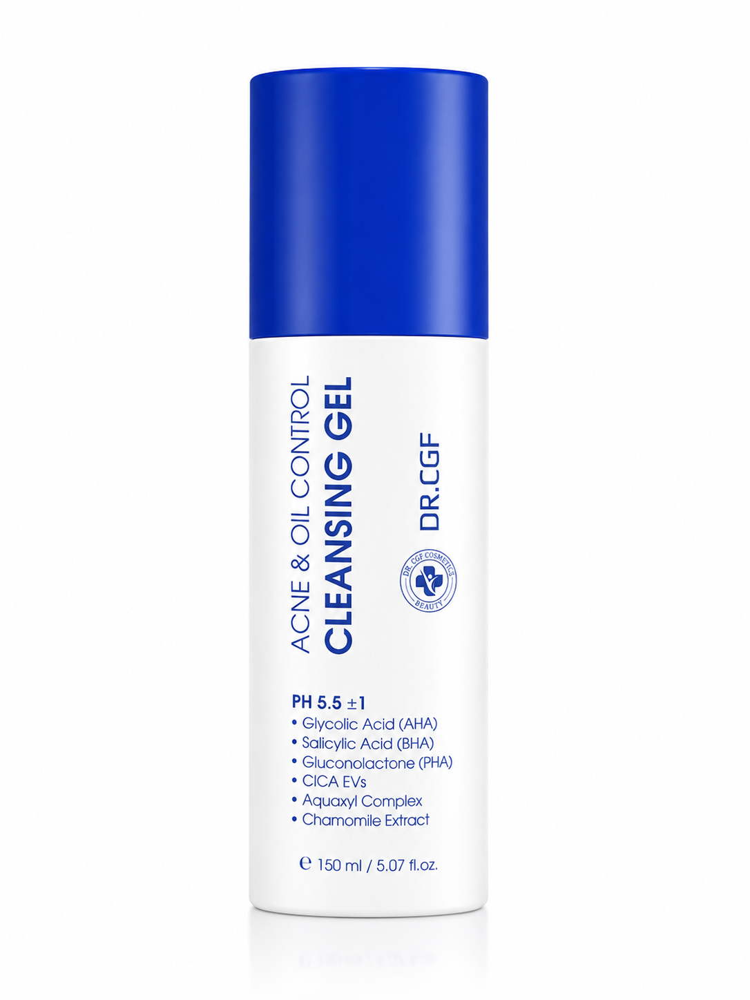 ACNE & OIL CONTROL
CLEANSING GEL
DR.CGF
DR. CGF COSMETICS
BEAUTY
PH 5.5 ±1
• Glycolic Acid (AHA)
• Salicylic Acid (BHA)
• Gluconolactone (PHA)
• CICA EVs
• Aquaxyl Complex
• Chamomile Extract
e 150 ml / 5.07 fl.oz.